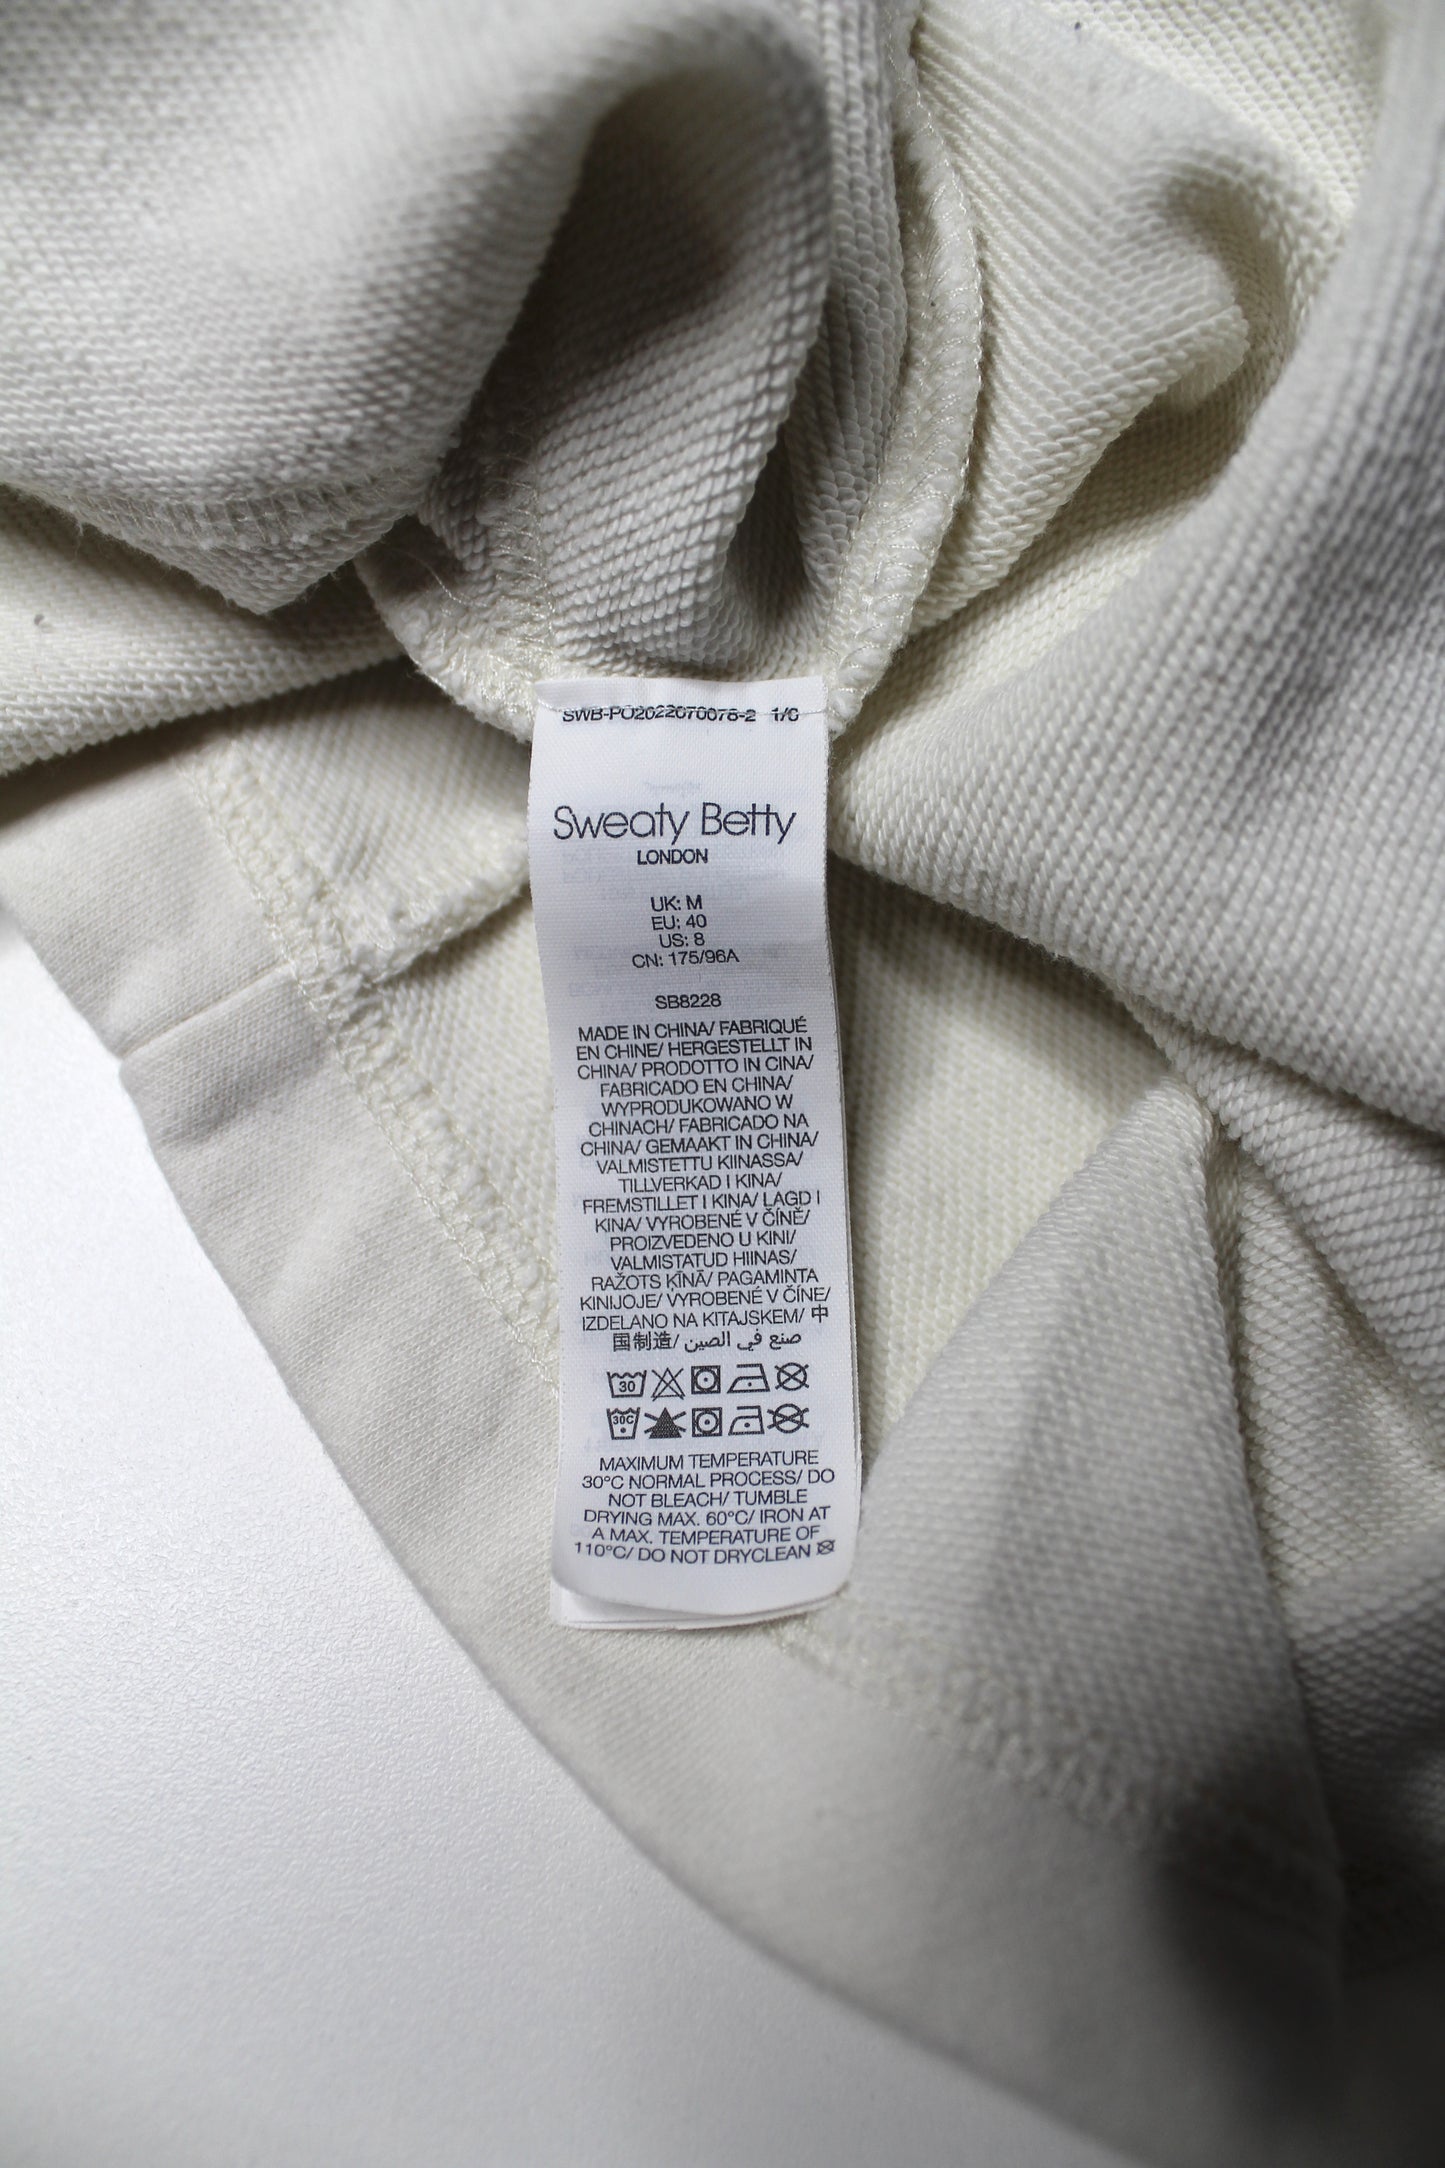 SWB-PO2022070078-2 1/0
Sweaty Betty
LONDON
UK: M
EU: 40
US: 8
CN: 175/96A
SB8228
MADE IN CHINA/ FABRIQUÉ
EN CHINE/ HERGESTELLT IN
CHINA/ PRODOTTO IN CINA/
FABRICADO EN CHINA/
WYPRODUKOWANO W
CHINACH/ FABRICADO NA
CHINA/ GEMAAKT IN CHINA/
VALMISTETTU KIINASSA/
TILLVERKAD I KINA/
FREMSTILLET I KINA/ LAGD I
KINA/ VYROBENÉ V ČÍNĚ/
PROIZVEDENO U KINI/
VALMISTATUD HIINAS/
RAŽOTS ĶĪNĀ/ PAGAMINTA
KINIJOJE/ VYROBENÉ V ČÍNE/
IZDELANO NA KITAJSKEM/ 中
国制造/ صنع في الصين
30
30C
MAXIMUM TEMPERATURE
30°C NORMAL PROCESS/ DO
NOT BLEACH/ TUMBLE
DRYING MAX. 60°C/ IRON AT
A MAX. TEMPERATURE OF
110°C/ DO NOT DRYCLEAN